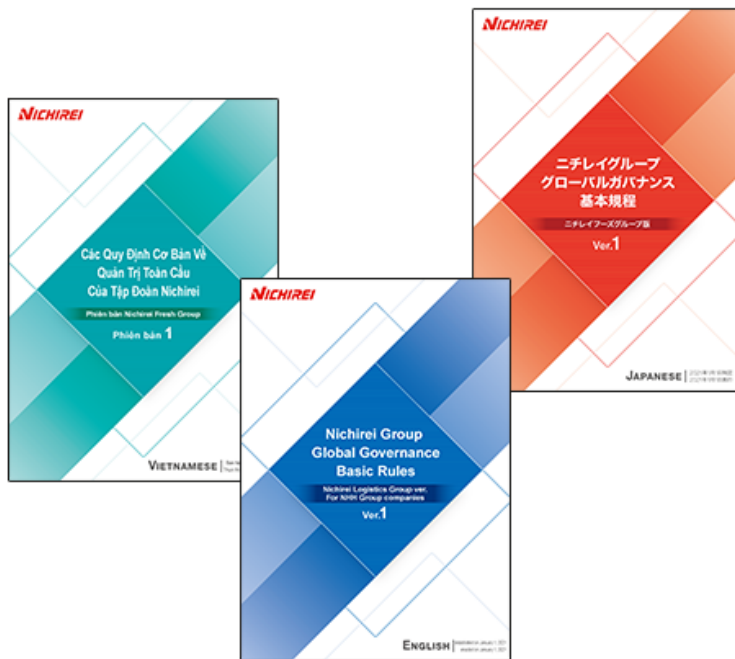 NICHIREI
Các Quy Định Cơ Bản Về
Quản Trị Toàn Cầu
Của Tập Đoàn Nichirei
Phiên bản Nichirei Fresh Group
Phiên bản 1
VIETNAMESE
NICHIREI
Nichirei Group
Global Governance
Basic Rules
Nichirei Logistics Group ver.
For NHH Group companies
Ver.1
ENGLISH
NICHIREI
ニチレイグループ
グローバルガバナンス
基本規程
ニチレイフーズグループ版
Ver.1
JAPANESE